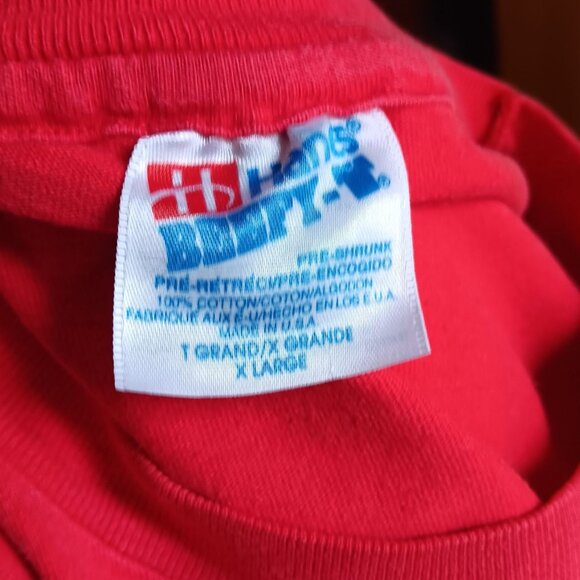 Hanes®
BEEFY-T®
PRE-SHRUNK
PRÉ-RÉTRÉCI/PRE-ENCOGIDO
100% COTTON/COTON/ALGODON
FABRIQUÉ AUX É-U/HECHO EN LOS E.U.A.
MADE IN U.S.A.
T GRAND/X GRANDE
X LARGE